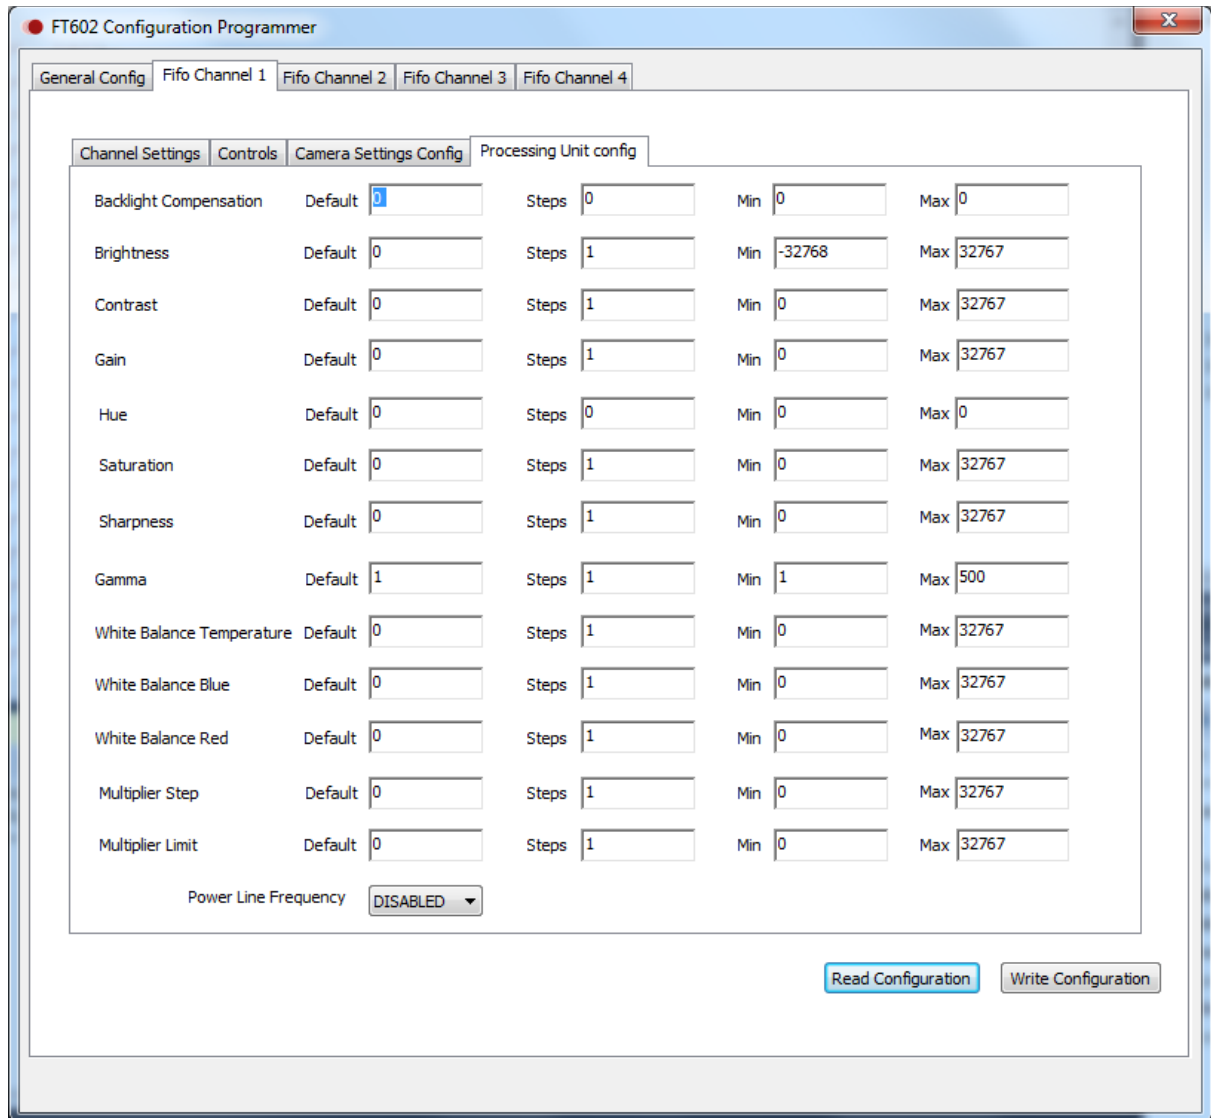 FT602 Configuration Programmer
x
General Config Fifo Channel 1 Fifo Channel 2 Fifo Channel 3 Fifo Channel 4
Channel Settings Controls Camera Settings Config Processing Unit config
Backlight Compensation Default 0 Steps 0 Min 0 Max 0
Brightness Default 0 Steps 1 Min -32768 Max 32767
Contrast Default 0 Steps 1 Min 0 Max 32767
Gain Default 0 Steps 1 Min 0 Max 32767
Hue Default 0 Steps 0 Min 0 Max 0
Saturation Default 0 Steps 1 Min 0 Max 32767
Sharpness Default 0 Steps 1 Min 0 Max 32767
Gamma Default 1 Steps 1 Min 1 Max 500
White Balance Temperature Default 0 Steps 1 Min 0 Max 32767
White Balance Blue Default 0 Steps 1 Min 0 Max 32767
White Balance Red Default 0 Steps 1 Min 0 Max 32767
Multiplier Step Default 0 Steps 1 Min 0 Max 32767
Multiplier Limit Default 0 Steps 1 Min 0 Max 32767
Power Line Frequency DISABLED
Read Configuration Write Configuration